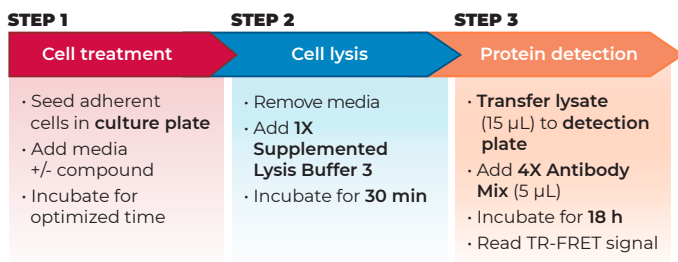 STEP 1
Cell treatment
· Seed adherent
cells in culture plate
· Add media
+/- compound
· Incubate for
optimized time
STEP 2
Cell lysis
· Remove media
· Add 1X
Supplemented
Lysis Buffer 3
· Incubate for 30 min
STEP 3
Protein detection
· Transfer lysate
(15 µL) to detection
plate
· Add 4X Antibody
Mix (5 µL)
· Incubate for 18 h
· Read TR-FRET signal